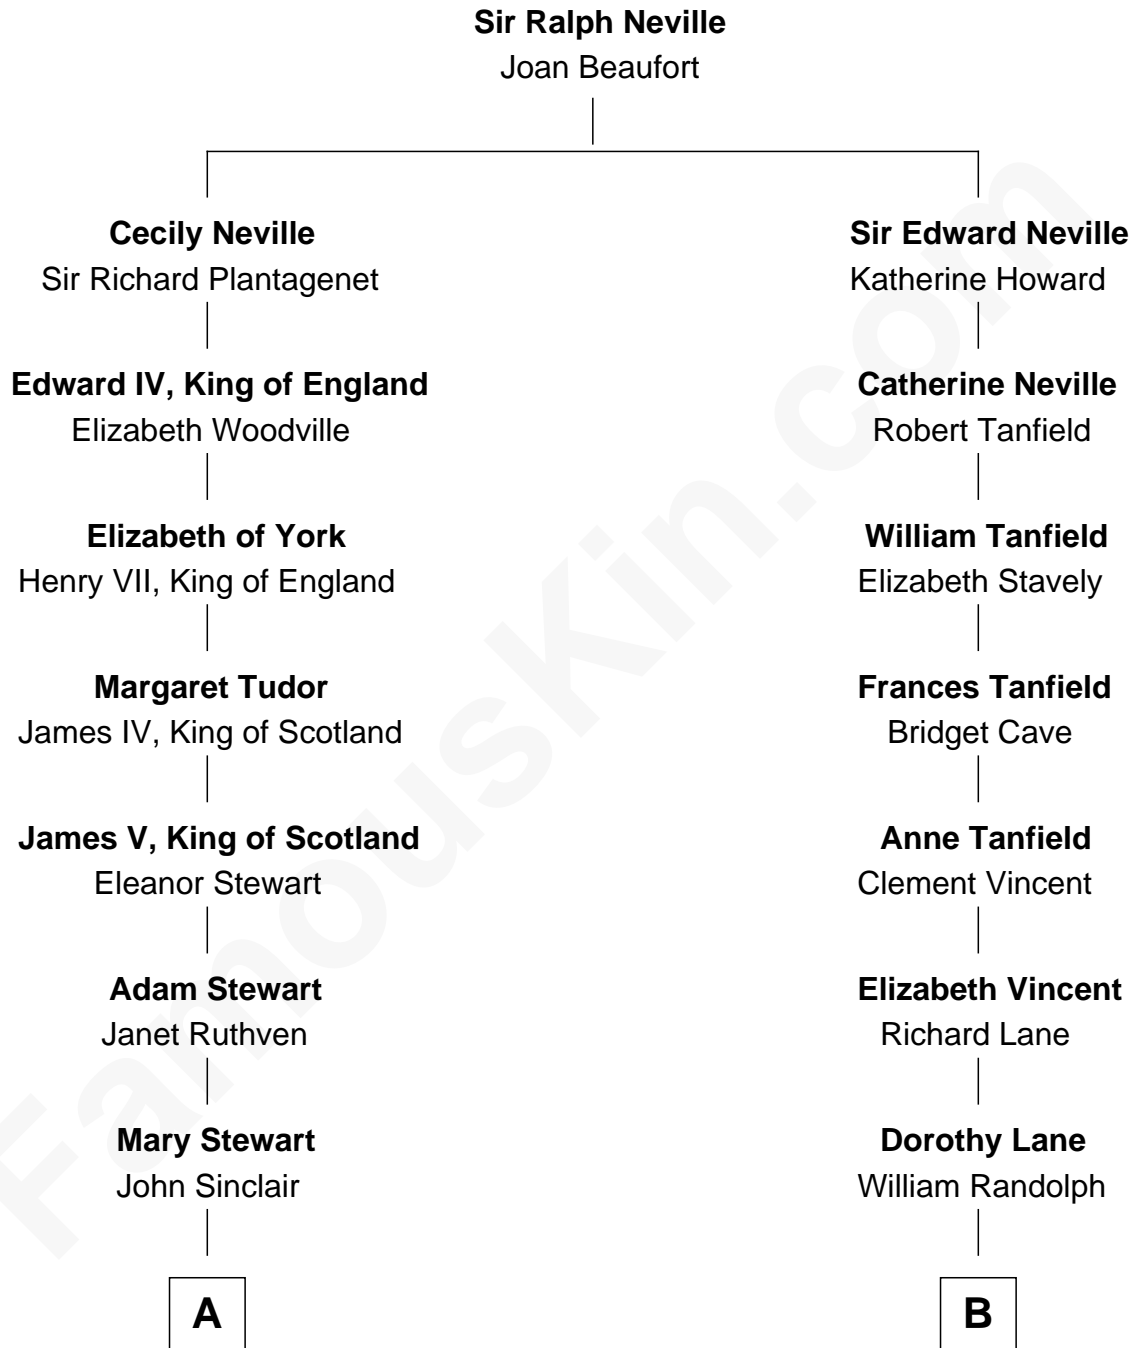 Sir Ralph Neville
Joan Beaufort
Cecily Neville
Sir Richard Plantagenet
Sir Edward Neville
Katherine Howard
Edward IV, King of England
Elizabeth Woodville
Catherine Neville
Robert Tanfield
Elizabeth of York
Henry VII, King of England
William Tanfield
Elizabeth Stavely
Margaret Tudor
James IV, King of Scotland
Frances Tanfield
Bridget Cave
James V, King of Scotland
Eleanor Stewart
Anne Tanfield
Clement Vincent
Adam Stewart
Janet Ruthven
Elizabeth Vincent
Richard Lane
Mary Stewart
John Sinclair
Dorothy Lane
William Randolph
A
B
FamousKin.com